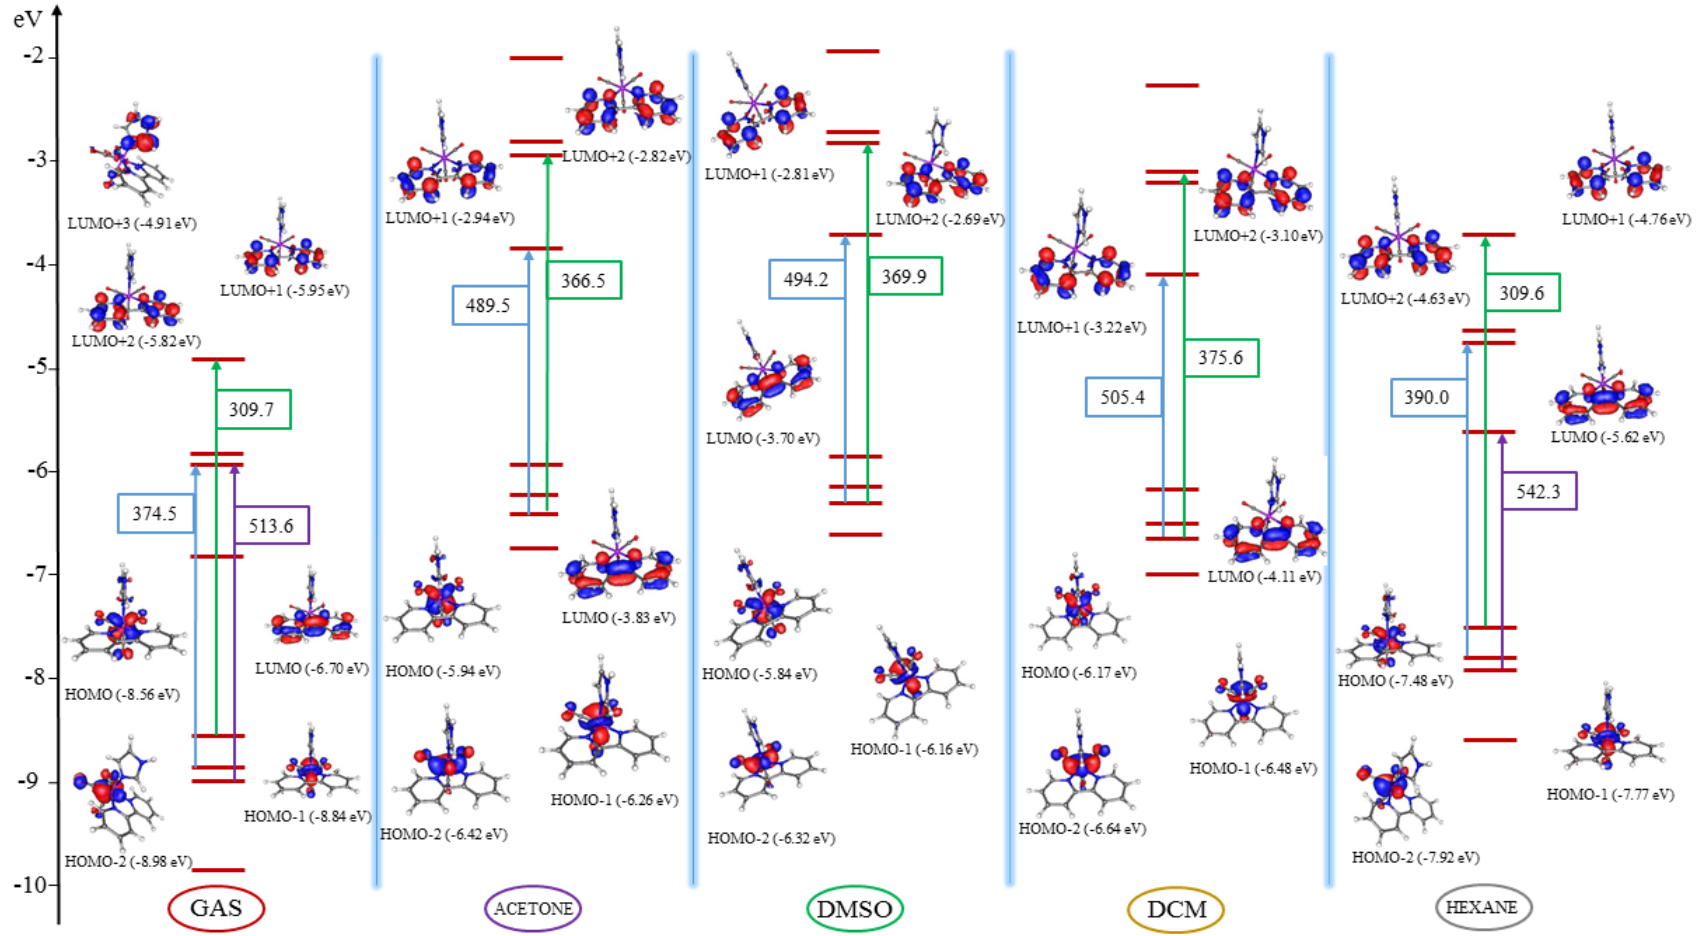 eV
-2
-3
-4
-5
-6
-7
-8
-9
-10
LUMO+3 (-4.91 eV)
LUMO+1 (-5.95 eV)
LUMO+2 (-5.82 eV)
309.7
374.5
513.6
HOMO (-8.56 eV)
LUMO (-6.70 eV)
HOMO-1 (-8.84 eV)
HOMO-2 (-8.98 eV)
GAS
LUMO+2 (-2.82 eV)
LUMO+1 (-2.94 eV)
366.5
489.5
LUMO (-3.83 eV)
HOMO (-5.94 eV)
HOMO-1 (-6.26 eV)
HOMO-2 (-6.42 eV)
ACETONE
LUMO+1 (-2.81 eV)
LUMO+2 (-2.69 eV)
494.2
369.9
LUMO (-3.70 eV)
HOMO (-5.84 eV)
HOMO-1 (-6.16 eV)
HOMO-2 (-6.32 eV)
DMSO
LUMO+2 (-3.10 eV)
LUMO+1 (-3.22 eV)
375.6
505.4
LUMO (-4.11 eV)
HOMO (-6.17 eV)
HOMO-1 (-6.48 eV)
HOMO-2 (-6.64 eV)
DCM
LUMO+1 (-4.76 eV)
LUMO+2 (-4.63 eV)
309.6
390.0
LUMO (-5.62 eV)
542.3
HOMO (-7.48 eV)
HOMO-1 (-7.77 eV)
HOMO-2 (-7.92 eV)
HEXANE